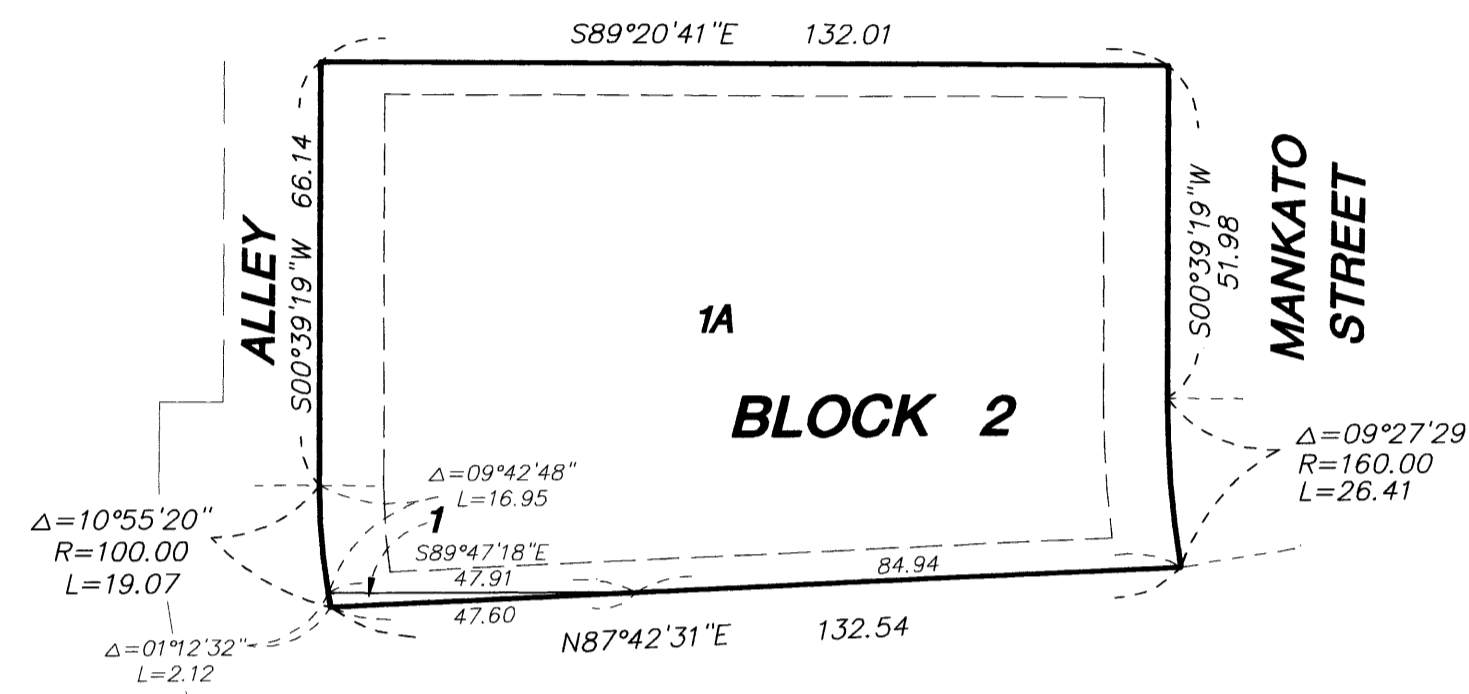 S89°20'41"E 132.01
ALLEY
S00°39'19"W 66.14
S00°39'19"W
51.98
MANKATO
STREET
1A
BLOCK 2
Δ=09°27'29
R=160.00
L=26.41
Δ=09°42'48"
L=16.95
1
S89°47'18"E
47.91
84.94
47.60
N87°42'31"E 132.54
Δ=10°55'20"
R=100.00
L=19.07
Δ=01°12'32"
L=2.12